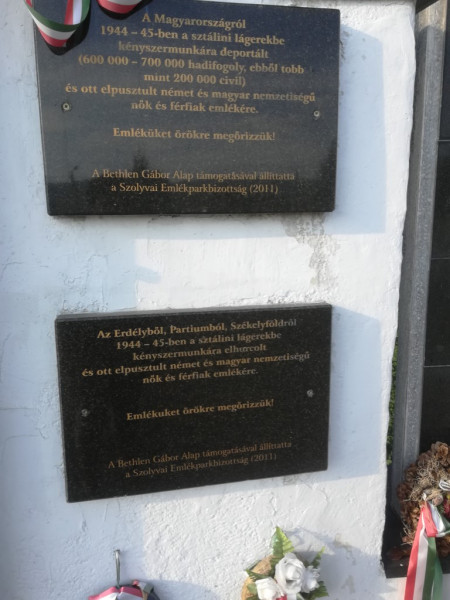 A Magyarországról
1944 – 45-ben a sztálini lágerekbe
kényszermunkára deportált
(600 000 – 700 000 hadifogoly, ebből több
mint 200 000 civil)
és ott elpusztult német és magyar nemzetiségű
nők és férfiak emlékére.
Emléküket örökre megőrizzük!
A Bethlen Gábor Alap támogatásával állíttatta
a Szolyvai Emlékparkbizottság (2011)
Az Erdélyből, Partiumból, Székelyföldről
1944 – 45-ben a sztálini lágerekbe
kényszermunkára elhurcolt
és ott elpusztult német és magyar nemzetiségű
nők és férfiak emlékére.
Emléküket örökre megőrizzük!
A Bethlen Gábor Alap támogatásával állíttatta
a Szolyvai Emlékparkbizottság (2011)